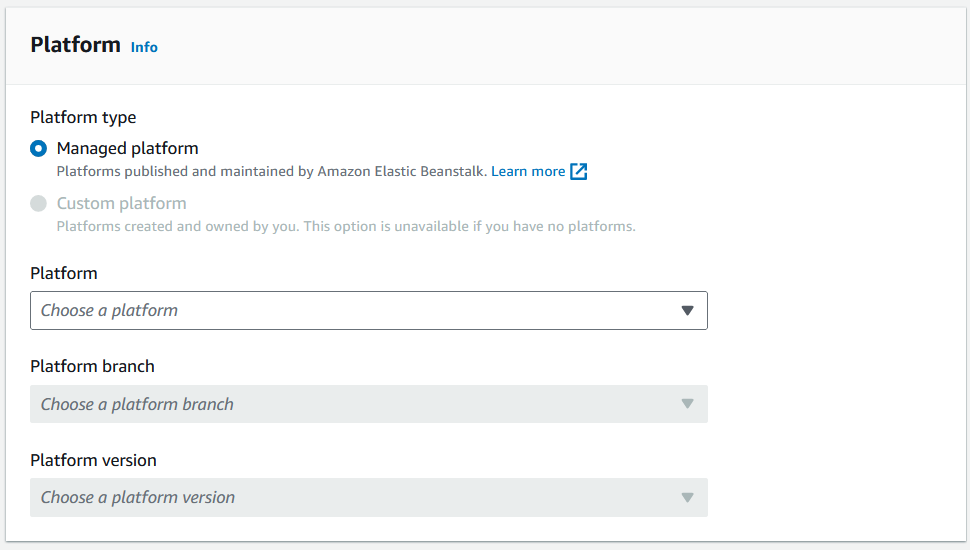 Platform Info
Platform type
Managed platform
Platforms published and maintained by Amazon Elastic Beanstalk. Learn more
Custom platform
Platforms created and owned by you. This option is unavailable if you have no platforms.
Platform
Choose a platform
Platform branch
Choose a platform branch
Platform version
Choose a platform version